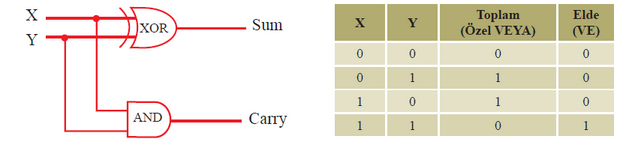 X
Y
XOR
Sum
AND
Carry
X Y Toplam (Özel VEYA) Elde (VE)
0 0 0 0
0 1 1 0
1 0 1 0
1 1 0 1